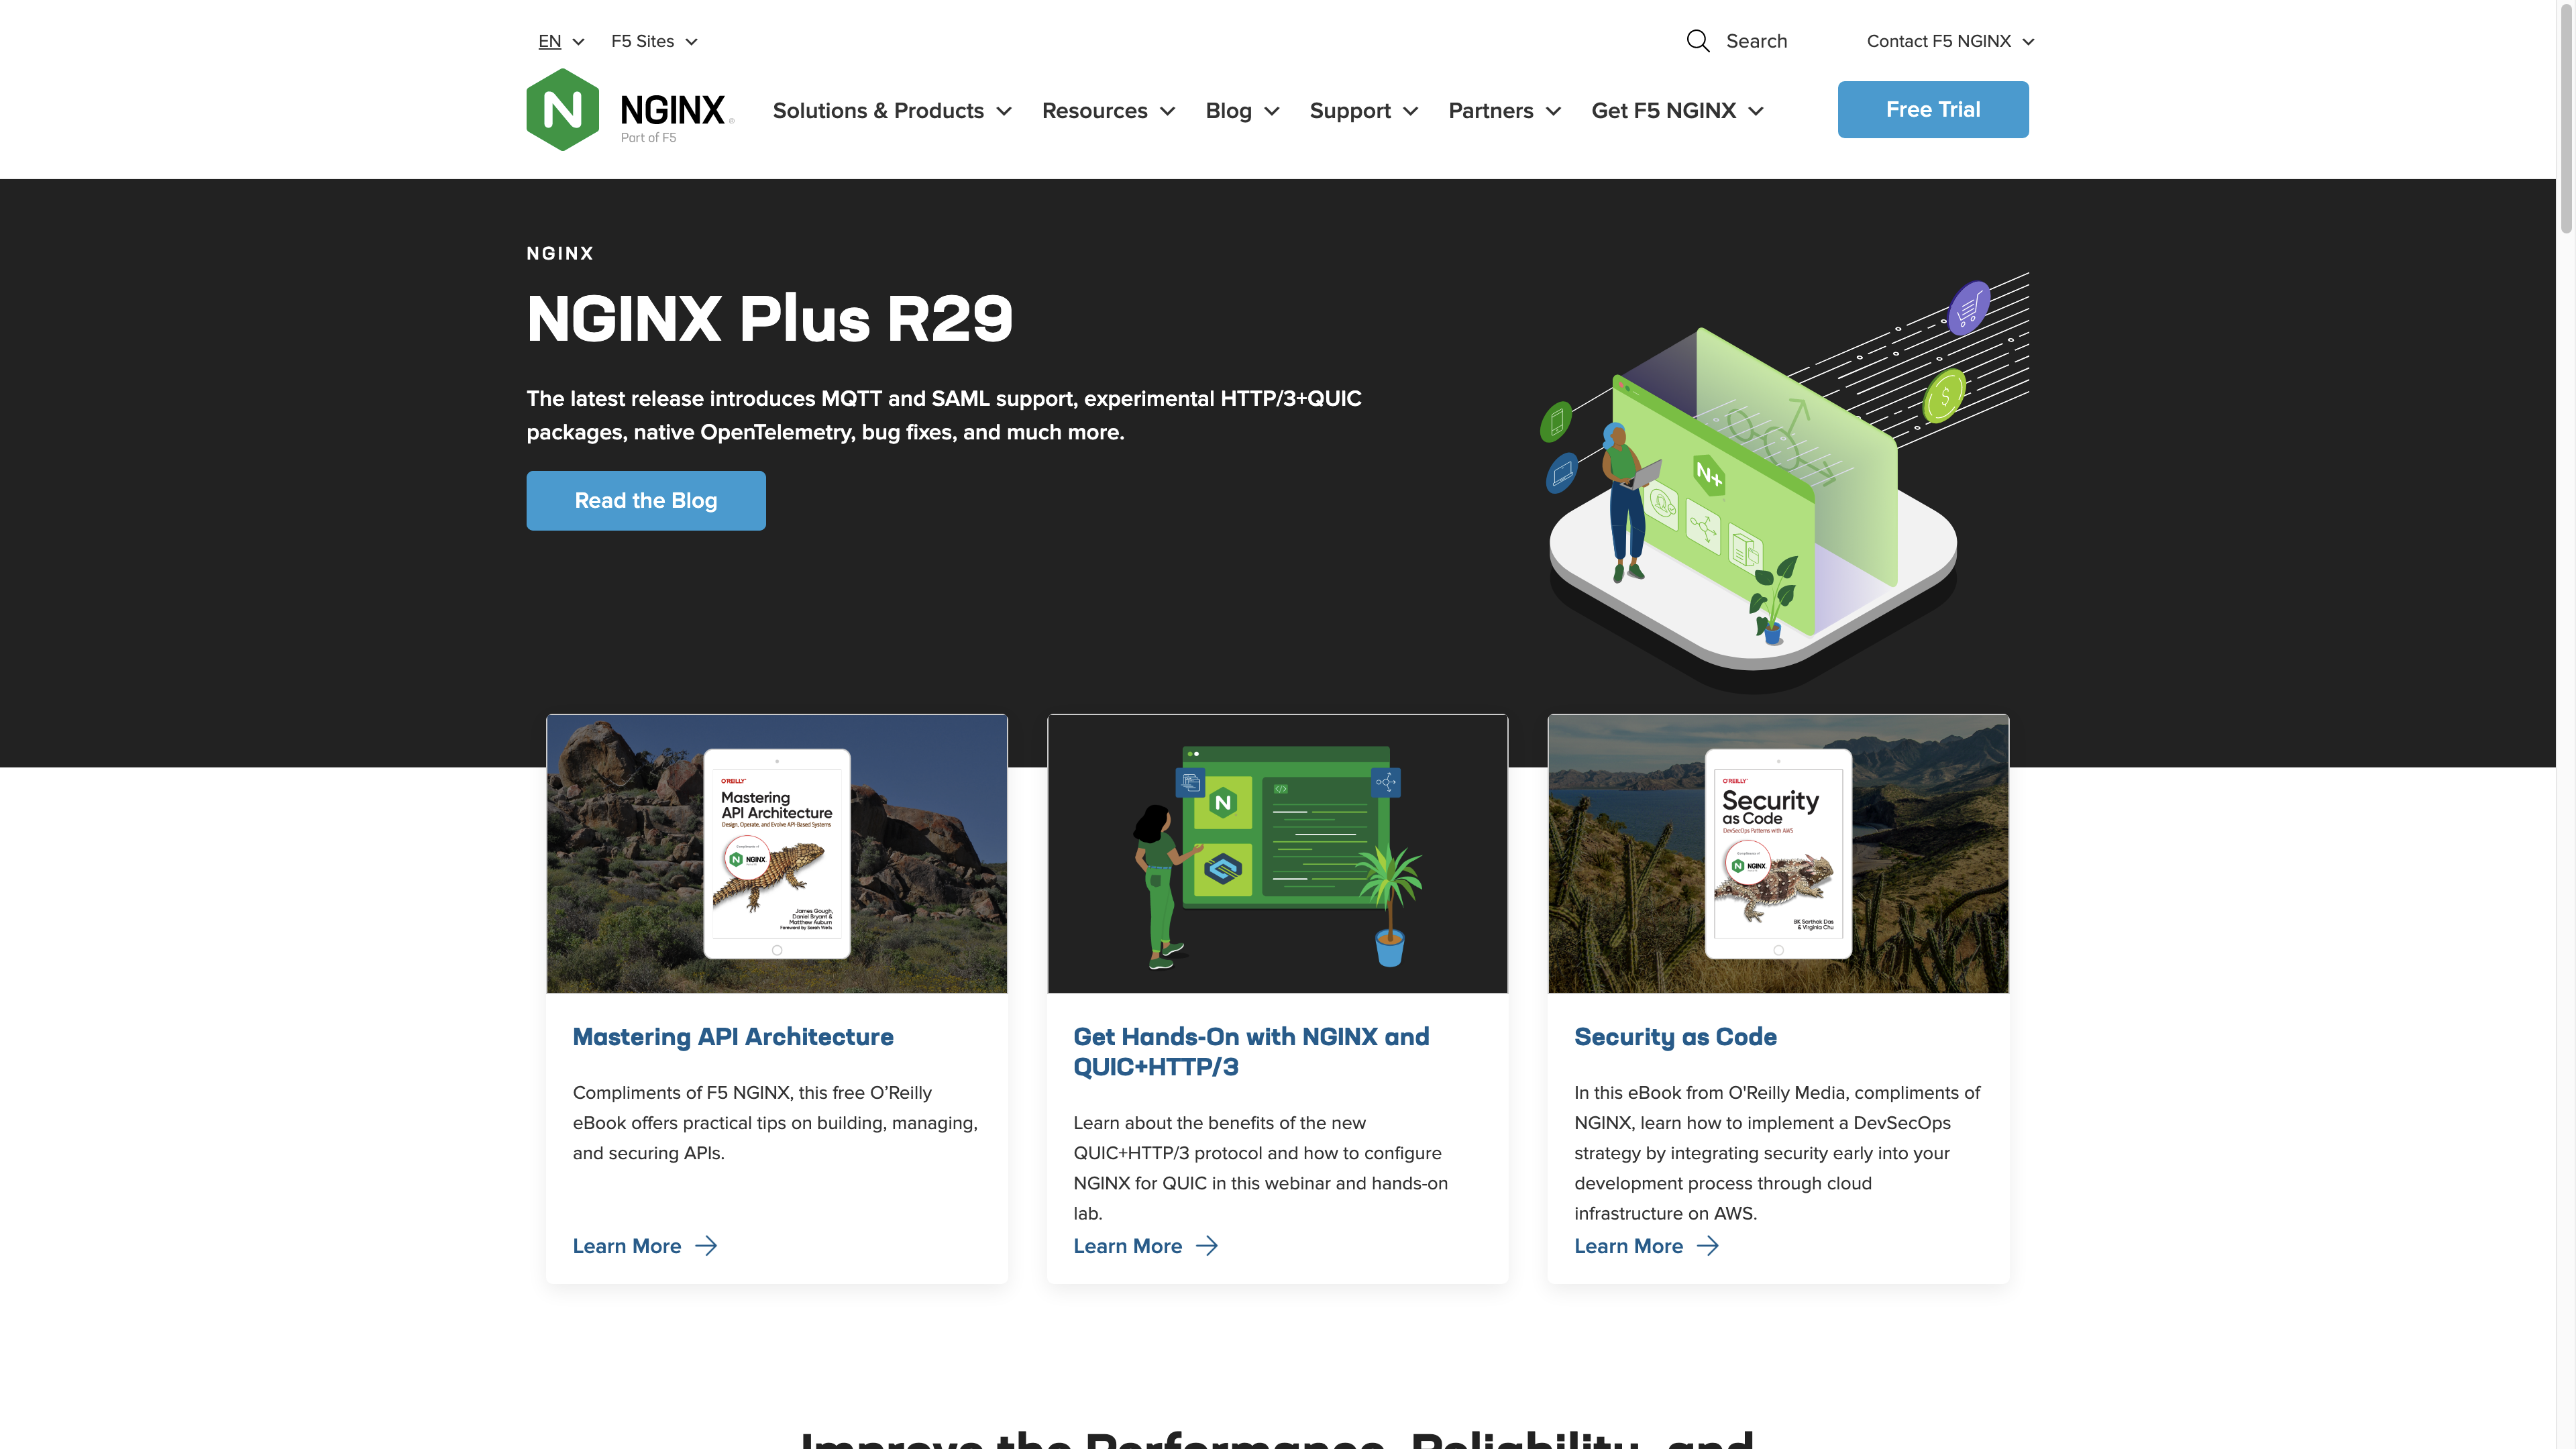 EN
F5 Sites
Search
Contact F5 NGINX
NGINX
Part of F5
Solutions & Products
Resources
Blog
Support
Partners
Get F5 NGINX
Free Trial
NGINX
NGINX Plus R29
The latest release introduces MQTT and SAML support, experimental HTTP/3+QUIC
packages, native OpenTelemetry, bug fixes, and much more.
Read the Blog
N+
$
O'REILLY
Mastering
API Architecture
Design, Operate, and Evolve API-Based Systems
NGINX
James Gough,
Daniel Bryant &
Matthew Auburn
O'REILLY
Security
as Code
DevSecOps Patterns with AWS
NGINX
BK Sarthak Das
& Virginia Chu
Mastering API Architecture
Compliments of F5 NGINX, this free O’Reilly
eBook offers practical tips on building, managing,
and securing APIs.
Learn More
Get Hands-On with NGINX and
QUIC+HTTP/3
Learn about the benefits of the new
QUIC+HTTP/3 protocol and how to configure
NGINX for QUIC in this webinar and hands-on
lab.
Learn More
Security as Code
In this eBook from O'Reilly Media, compliments of
NGINX, learn how to implement a DevSecOps
strategy by integrating security early into your
development process through cloud
infrastructure on AWS.
Learn More
Improve the Performance, Reliability, and